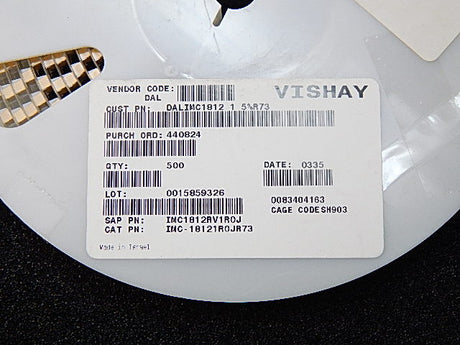 VENDOR CODE:
DAL
VISHAY
CUST PN: DALIMC1812 1 5%R73
PURCH ORD: 440824
QTY: 500
DATE: 0335
LOT: 0015859326
0083404163
CAGE CODESH903
SAP PN: IMC1812RV1R0J
CAT PN: IMC-18121R0JR73
Made in Israel